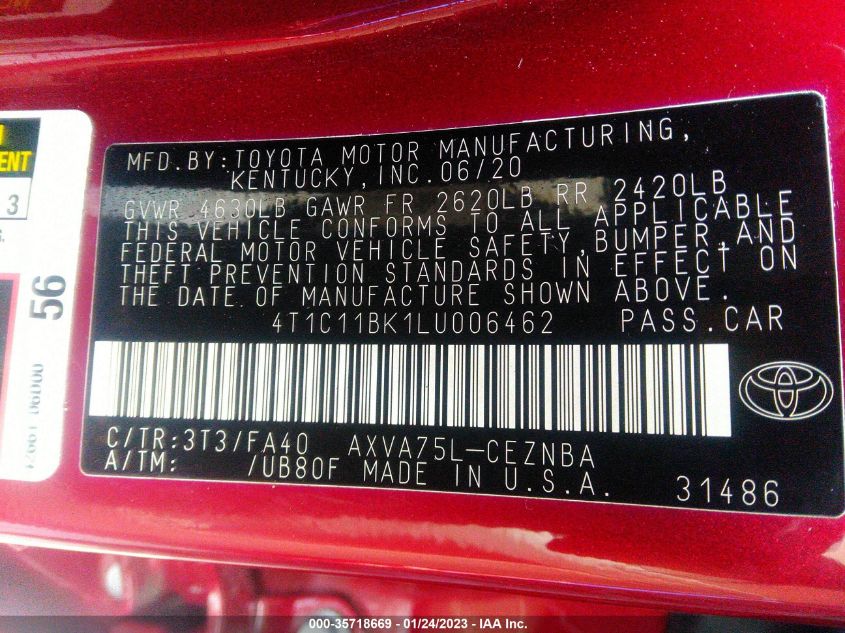 MFD.BY:TOYOTA MOTOR MANUFACTURING,
KENTUCKY,INC.06/20
GVWR 4630LB GAWR FR 2620LB RR 2420LB
THIS VEHICLE CONFORMS TO ALL APPLICABLE
FEDERAL MOTOR VEHICLE SAFETY,BUMPER,AND
THEFT PREVENTION STANDARDS IN EFFECT ON
THE DATE OF MANUFACTURE SHOWN ABOVE.
4T1C11BK1LU006462 PASS.CAR
C/TR:3T3/FA40 AXVA75L-CEZNBA
A/TM: /UB80F MADE IN U.S.A.
31486
ENT
3
56
000-35718669 - 01/24/2023 - IAA Inc.